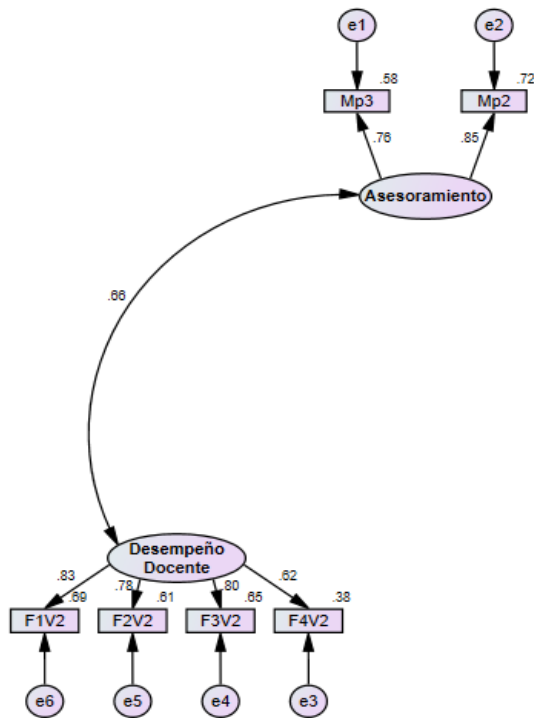 e1
e2
.58
.72
Mp3
Mp2
.76
.85
Asesoramiento
.66
Desempeño
Docente
.83
.78
.80
.62
.69
.61
.65
.38
F1V2
F2V2
F3V2
F4V2
e6
e5
e4
e3